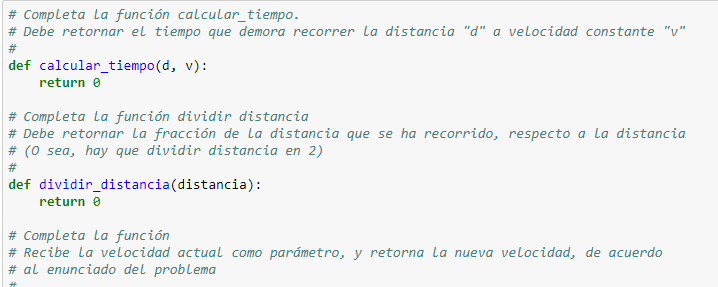 # Completa la función calcular_tiempo.
# Debe retornar el tiempo que demora recorrer la distancia "d" a velocidad constante "v"
#
def calcular_tiempo(d, v):
    return 0
# Completa la función dividir distancia
# Debe retornar la fracción de la distancia que se ha recorrido, respecto a la distancia
# (O sea, hay que dividir distancia en 2)
#
def dividir_distancia(distancia):
    return 0
# Completa la función
# Recibe la velocidad actual como parámetro, y retorna la nueva velocidad, de acuerdo
# al enunciado del problema
#